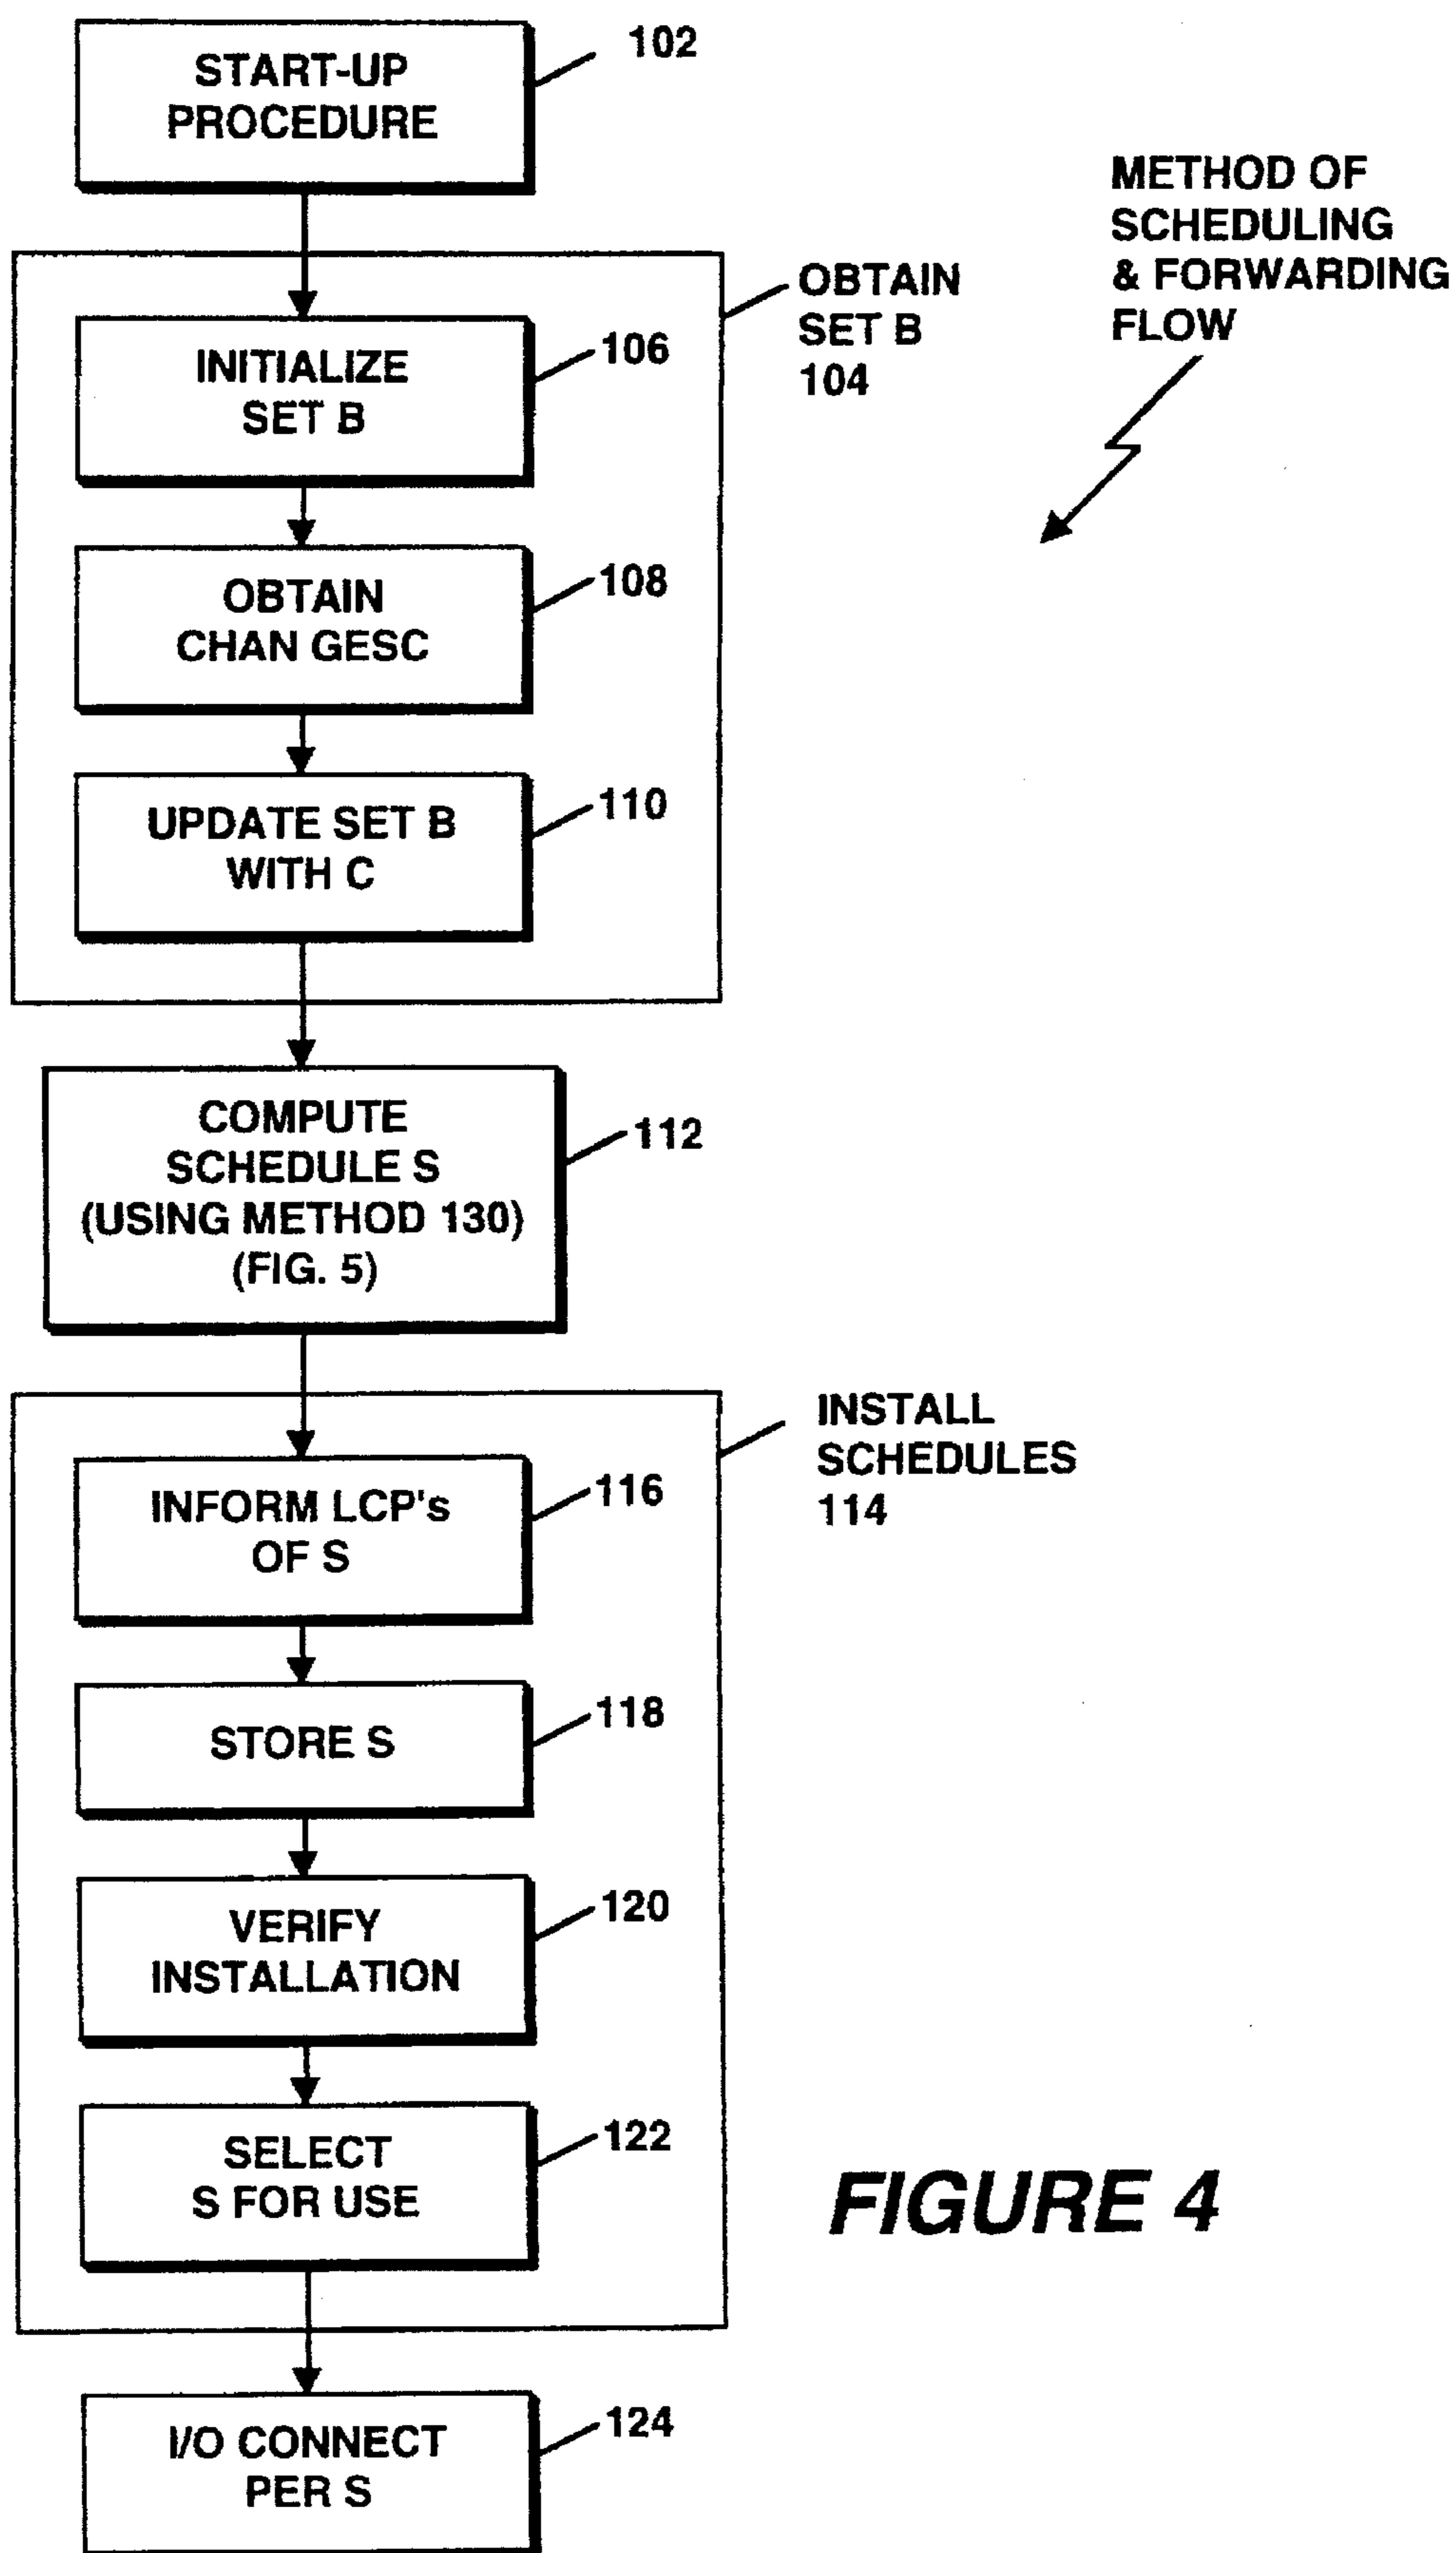 START-UP
PROCEDURE
102
METHOD OF
SCHEDULING
& FORWARDING
FLOW
OBTAIN
SET B
104
INITIALIZE
SET B
106
OBTAIN
CHAN GESC
108
UPDATE SET B
WITH C
110
COMPUTE
SCHEDULE S
(USING METHOD 130)
(FIG. 5)
112
INSTALL
SCHEDULES
114
INFORM LCP's
OF S
116
STORE S
118
VERIFY
INSTALLATION
120
SELECT
S FOR USE
122
FIGURE 4
I/O CONNECT
PER S
124